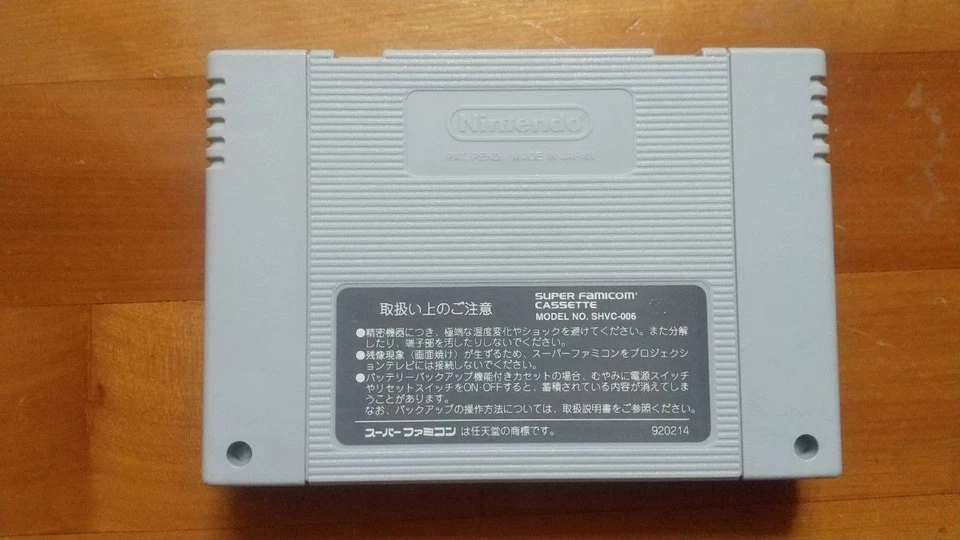 Nintendo
PAT. PEND. MADE IN JAPAN
取扱い上のご注意
SUPER FAMICOM
CASSETTE
MODEL NO. SHVC-006
●精密機器につき、極端な温度変化やショックを避けてください。また分解
したり、端子部を汚したりしないでください。
●残像現象（画面焼け）が生ずるため、スーパーファミコンをプロジェクシ
ョンテレビには接続しないでください。
●バッテリーバックアップ機能付きカセットの場合、むやみに電源スイッチ
やリセットスイッチをON･OFFすると、蓄積されている内容が消えてしま
うことがあります。
なお、バックアップの操作方法については、取扱説明書をご参照ください。
スーパーファミコンは任天堂の商標です。
920214